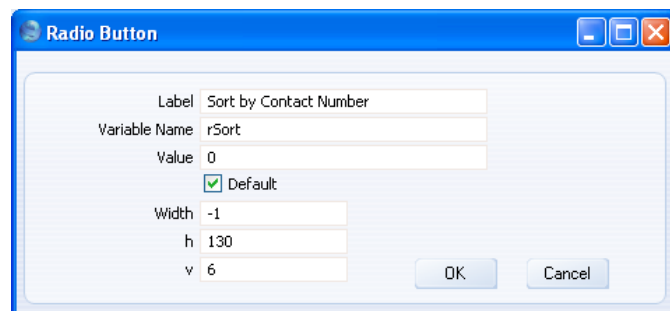 Radio Button
Label Sort by Contact Number
Variable Name rSort
Value 0
Default
Width -1
h 130
v 6
OK Cancel